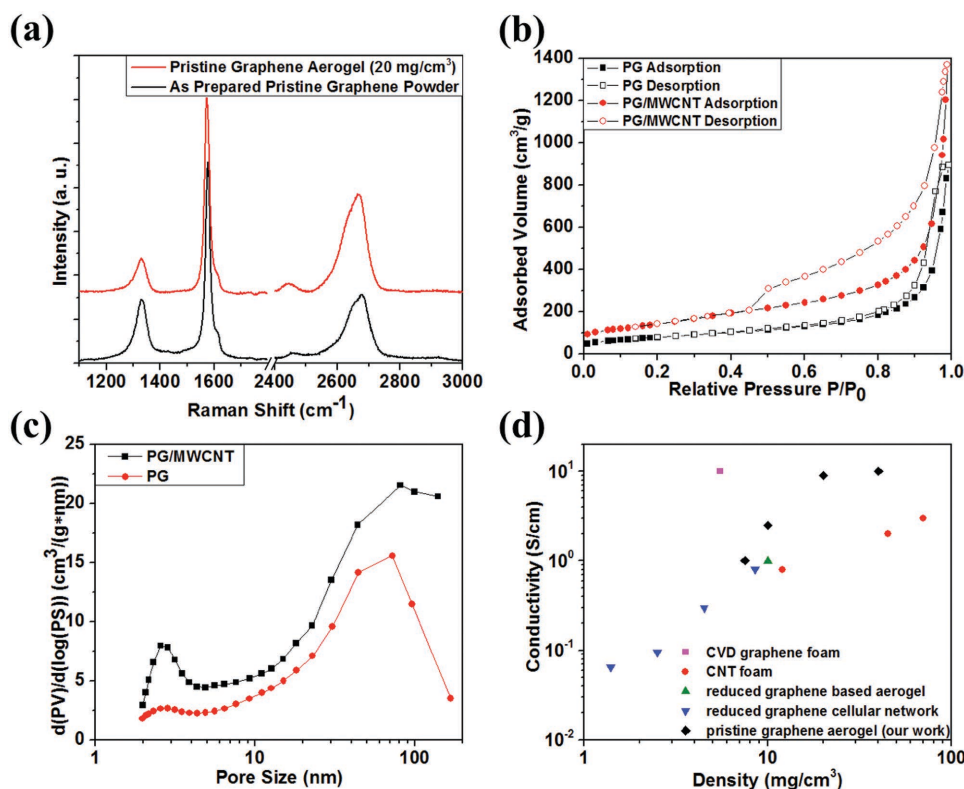 (a)
Pristine Graphene Aerogel (20 mg/cm³)
As Prepared Pristine Graphene Powder
Intensity (a. u.)
1200 1400 1600 2400 2600 2800 3000
Raman Shift (cm⁻¹)
(b)
PG Adsorption
PG Desorption
PG/MWCNT Adsorption
PG/MWCNT Desorption
Adsorbed Volume (cm³/g)
1400
1200
1000
800
600
400
200
0
0.0 0.2 0.4 0.6 0.8 1.0
Relative Pressure P/P₀
(c)
PG/MWCNT
PG
d(PV)/d(log(PS)) (cm³/(g*nm))
25
20
15
10
5
0
1 10 100
Pore Size (nm)
(d)
Conductivity (S/cm)
10¹
10⁰
10⁻¹
10⁻²
CVD graphene foam
CNT foam
reduced graphene based aerogel
reduced graphene cellular network
pristine graphene aerogel (our work)
1 10 100
Density (mg/cm³)